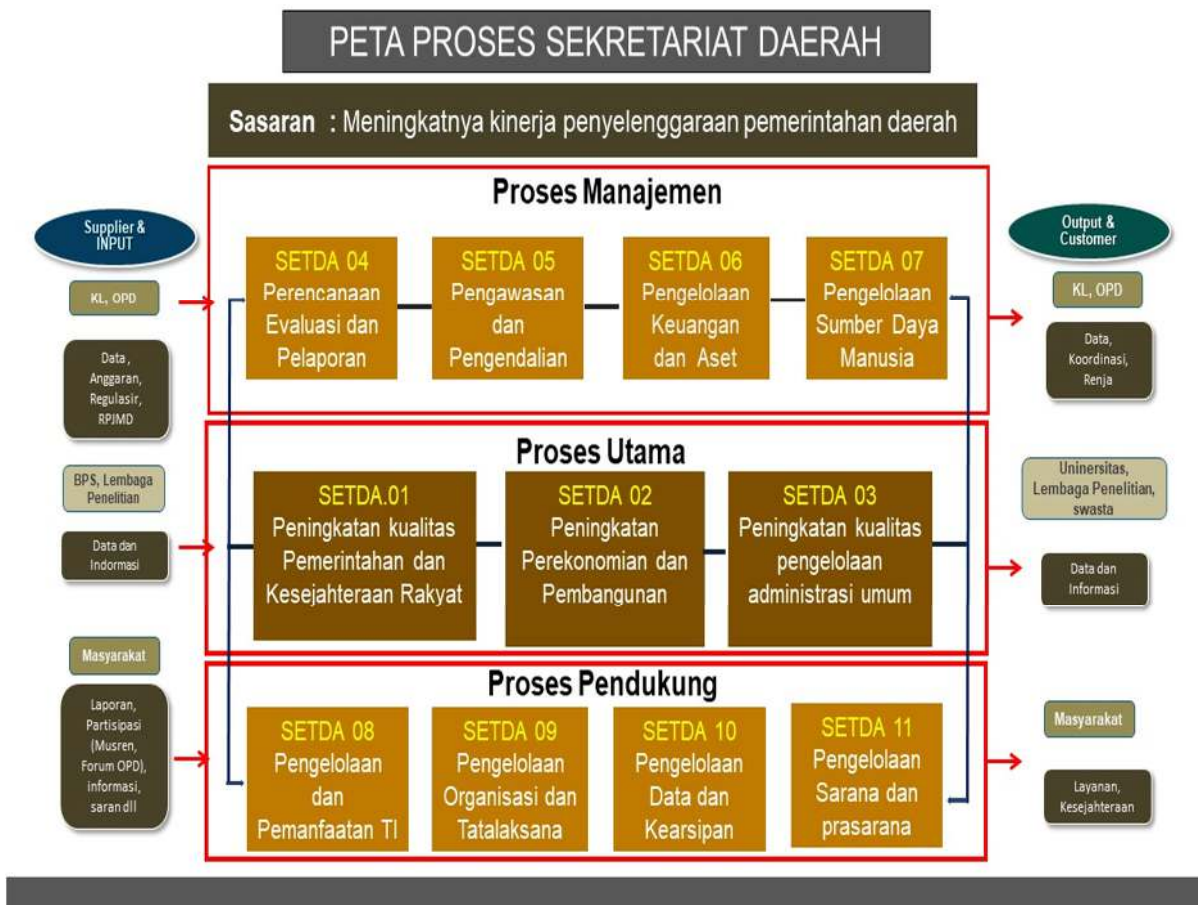 PETA PROSES SEKRETARIAT DAERAH
Sasaran : Meningkatnya kinerja penyelenggaraan pemerintahan daerah
Supplier &
INPUT
KL, OPD
Data ,
Anggaran,
Regulasir,
RPJMD
BPS, Lembaga
Penelitian
Data dan
Indormasi
Masyarakat
Laporan,
Partisipasi
(Musren,
Forum OPD),
informasi,
saran dll
Proses Manajemen
SETDA 04
Perencanaan
Evaluasi dan
Pelaporan
SETDA 05
Pengawasan
dan
Pengendalian
SETDA 06
Pengelolaan
Keuangan
dan Aset
SETDA 07
Pengelolaan
Sumber Daya
Manusia
Proses Utama
SETDA.01
Peningkatan kualitas
Pemerintahan dan
Kesejahteraan Rakyat
SETDA 02
Peningkatan
Perekonomian dan
Pembangunan
SETDA 03
Peningkatan kualitas
pengelolaan
administrasi umum
Proses Pendukung
SETDA 08
Pengelolaan
dan
Pemanfaatan TI
SETDA 09
Pengelolaan
Organisasi dan
Tatalaksana
SETDA 10
Pengelolaan
Data dan
Kearsipan
SETDA 11
Pengelolaan
Sarana dan
prasarana
Output &
Customer
KL, OPD
Data,
Koordinasi,
Renja
Uninersitas,
Lembaga Penelitian,
swasta
Data dan
Informasi
Masyarakat
Layanan,
Kesejahteraan